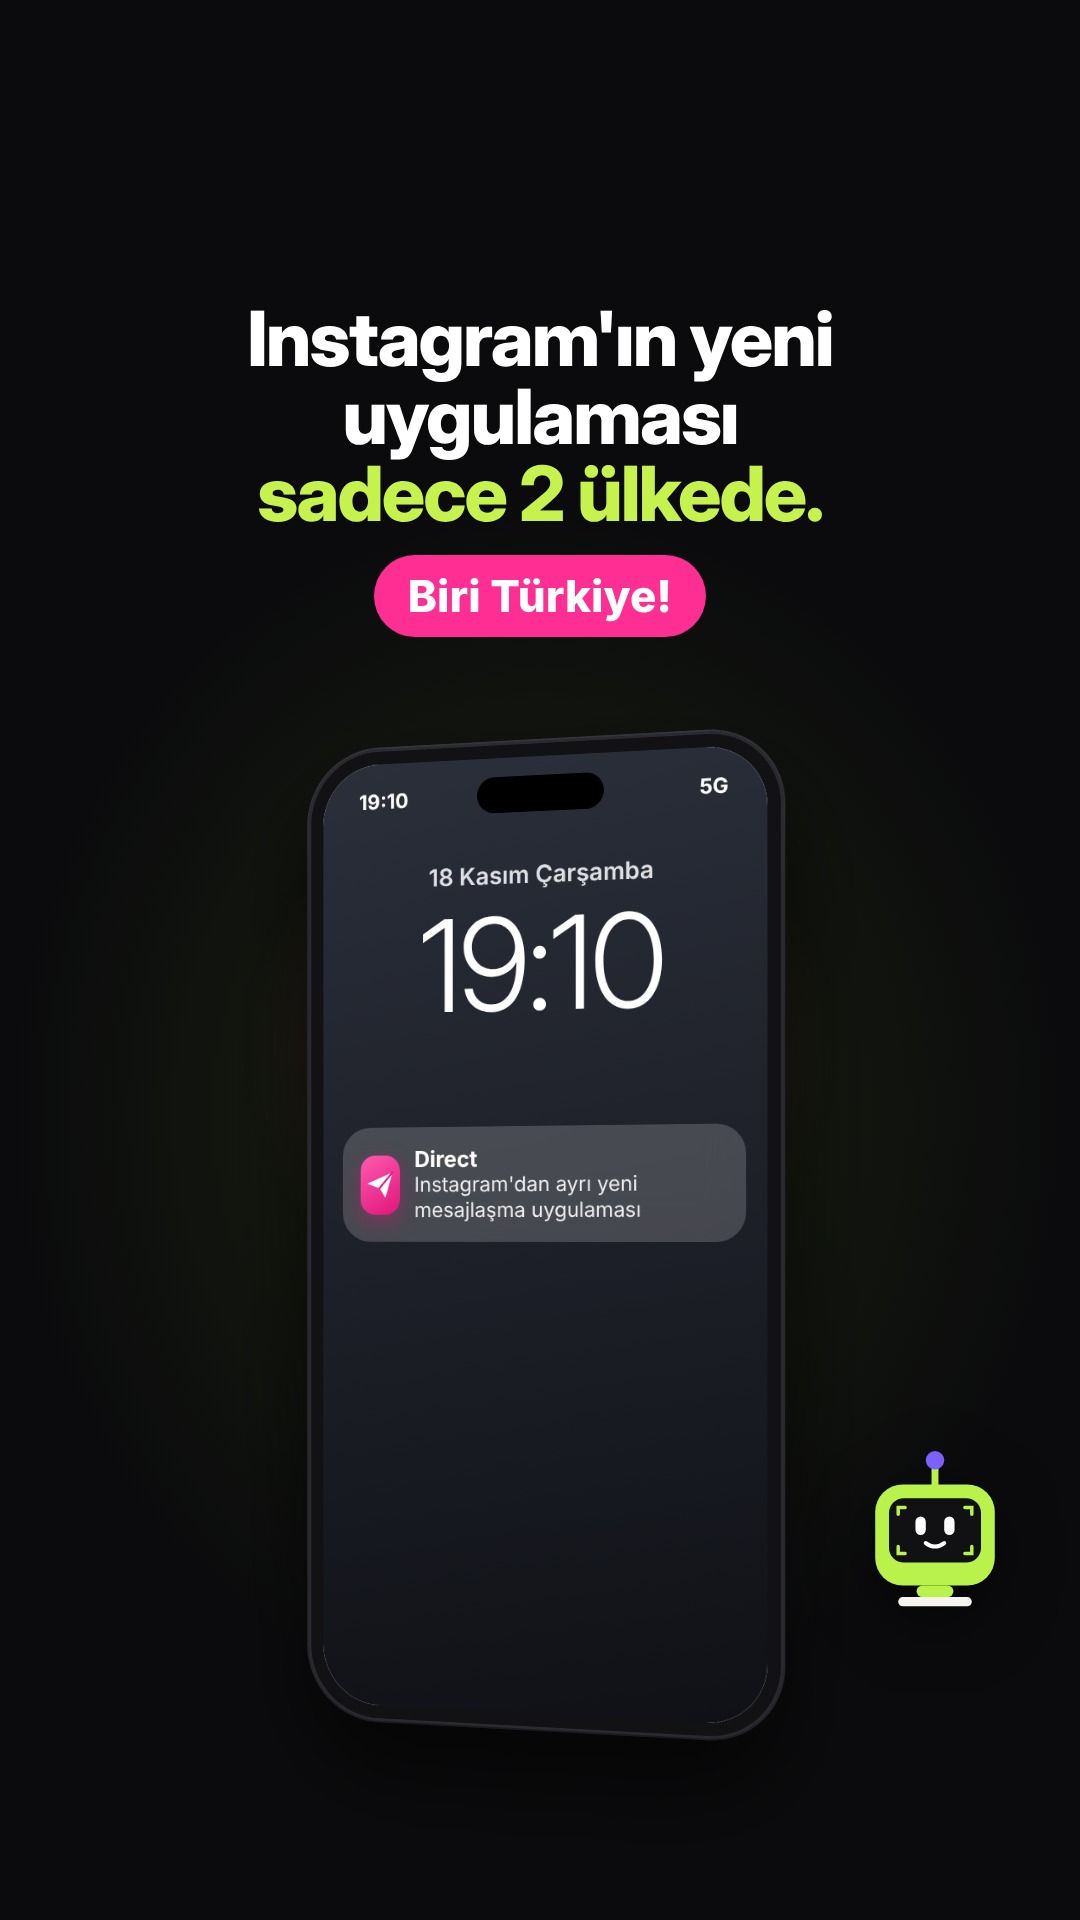 Instagram'ın yeni
uygulaması
sadece 2 ülkede.
Biri Türkiye!
19:10
5G
18 Kasım Çarşamba
19:10
Direct
Instagram'dan ayrı yeni
mesajlaşma uygulaması